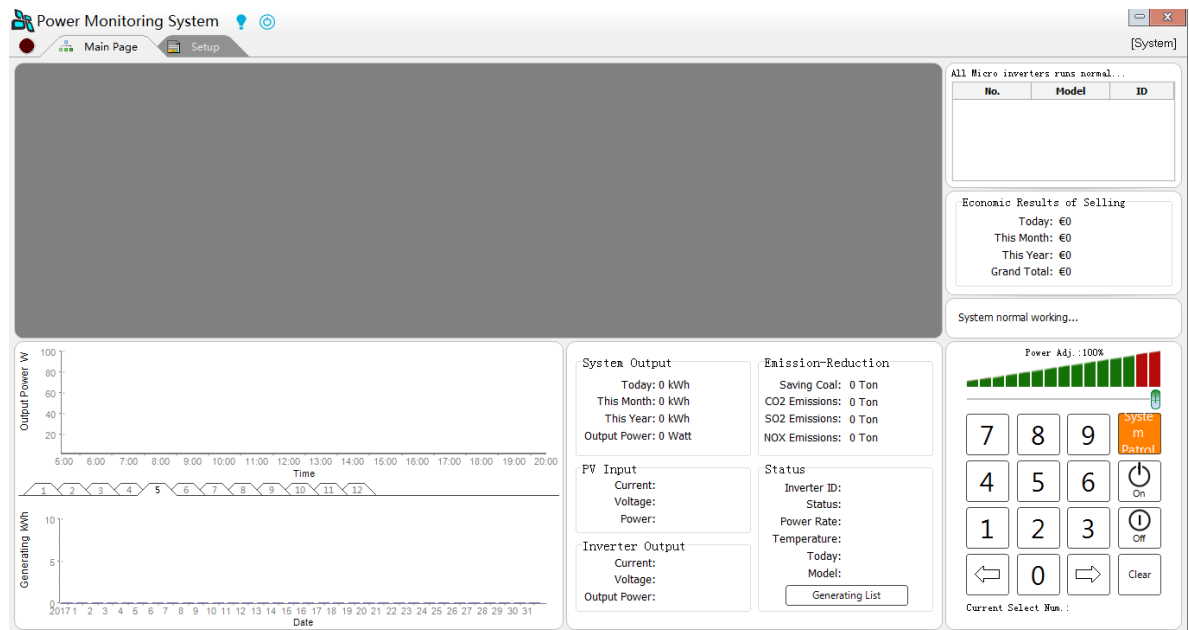 Power Monitoring System
Main Page
Setup
[System]
All Micro inverters runs normal...
No. Model ID
Economic Results of Selling
Today: €0
This Month: €0
This Year: €0
Grand Total: €0
System normal working...
Output Power W
100
80
60
40
20
5:00 6:00 7:00 8:00 9:00 10:00 11:00 12:00 13:00 14:00 15:00 16:00 17:00 18:00 19:00 20:00
Time
1 2 3 4 5 6 7 8 9 10 11 12
Generating kWh
10
5
0
2017 1 2 3 4 5 6 7 8 9 10 11 12 13 14 15 16 17 18 19 20 21 22 23 24 25 26 27 28 29 30 31
Date
System Output
Today: 0 kWh
This Month: 0 kWh
This Year: 0 kWh
Output Power: 0 Watt
PV Input
Current:
Voltage:
Power:
Inverter Output
Current:
Voltage:
Output Power:
Emission-Reduction
Saving Coal: 0 Ton
CO2 Emissions: 0 Ton
SO2 Emissions: 0 Ton
NOX Emissions: 0 Ton
Status
Inverter ID:
Status:
Power Rate:
Temperature:
Today:
Model:
Generating List
Power Adj.:100%
7 8 9
System Patrol
4 5 6
On
1 2 3
Off
0
Clear
Current Select Num.: